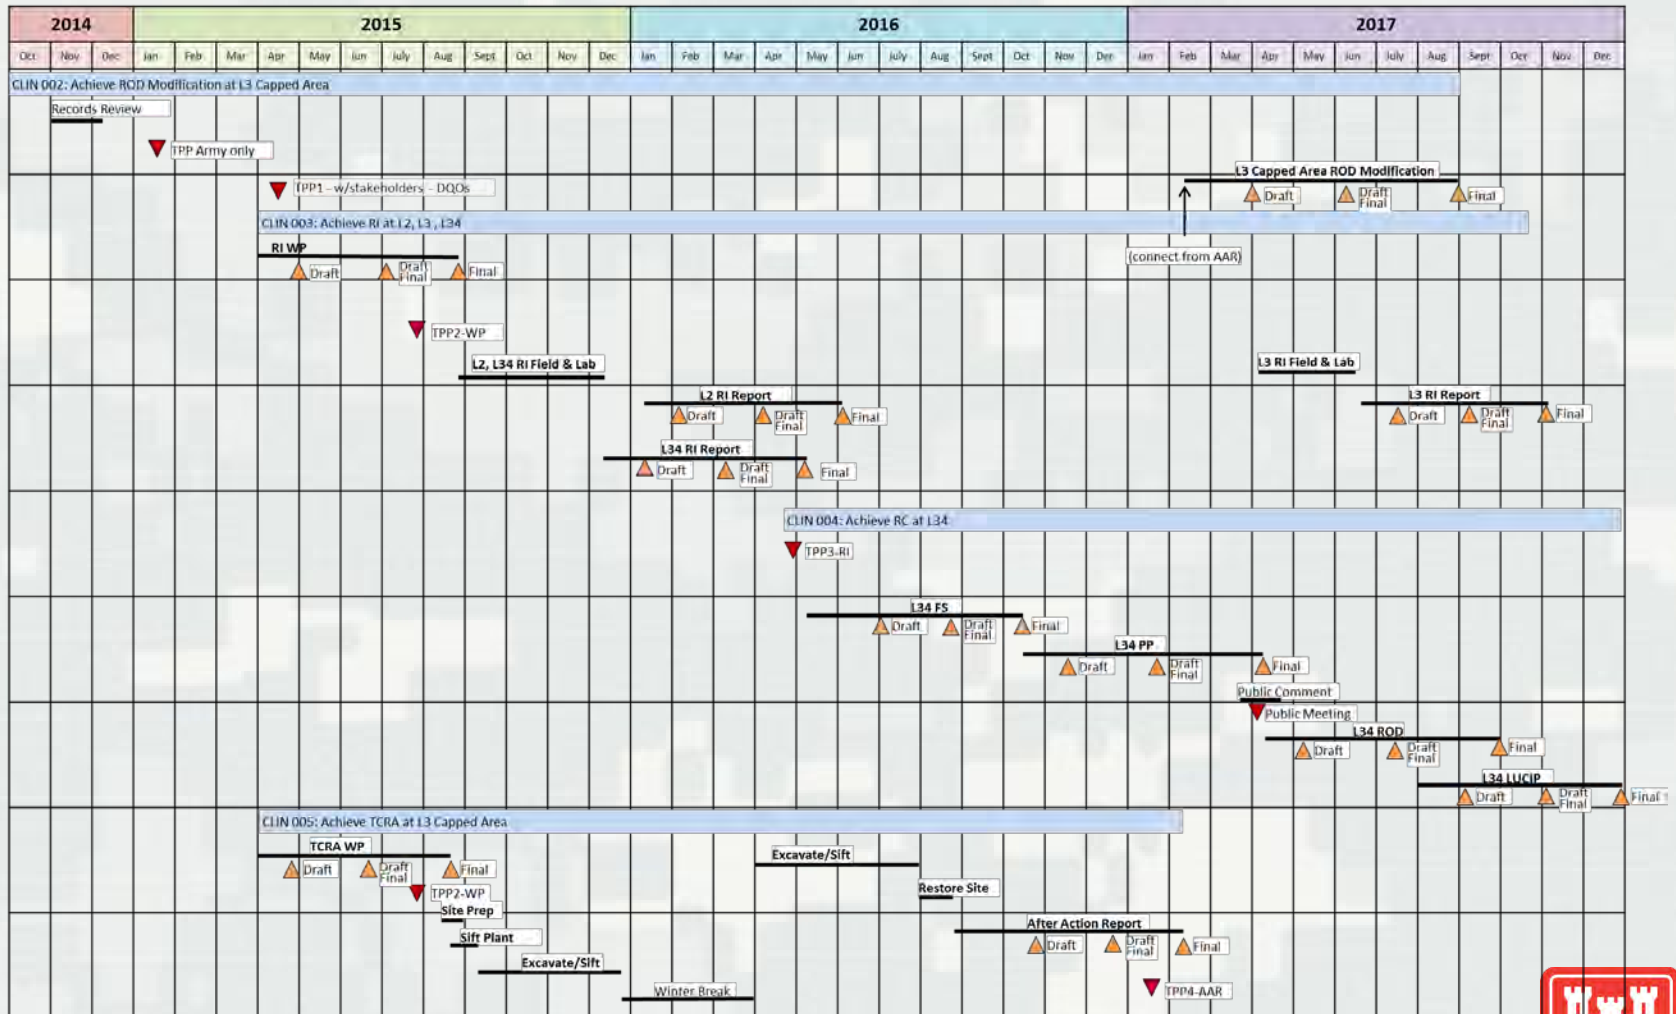 2014 2015 2016 2017
Oct Nov Dec Jan Feb Mar Apr May Jun July Aug Sept Oct Nov Dec Jan Feb Mar Apr May Jun July Aug Sept Oct Nov Dec Jan Feb Mar Apr May Jun July Aug Sept Oct Nov Dec
CLIN 002: Achieve ROD Modification at L3 Capped Area
Records Review
TPP Army only
L3 Capped Area ROD Modification
TPP1 - w/stakeholders - DQOs
Draft Draft Final Final
CLIN 003: Achieve RI at L2, L3, L34
RI WP
(connect from AAR)
Draft Draft Final Final
TPP2-WP
L2, L34 RI Field & Lab
L3 RI Field & Lab
L2 RI Report
L3 RI Report
Draft Draft Final Final
Draft Draft Final Final
L34 RI Report
Draft Draft Final Final
CLIN 004: Achieve RC at L34
TPP3-RI
L34 FS
Draft Draft Final Final
L34 PP
Draft Draft Final Final
Public Comment
Public Meeting
L34 ROD
Draft Draft Final Final
L34 LUCIP
Draft Draft Final Final
CLIN 005: Achieve TCRA at L3 Capped Area
TCRA WP
Excavate/Sift
Draft Draft Final Final
Restore Site
TPP2-WP
Site Prep
After Action Report
Sift Plant
Draft Draft Final Final
Excavate/Sift
Winter Break
TPP4-AAR